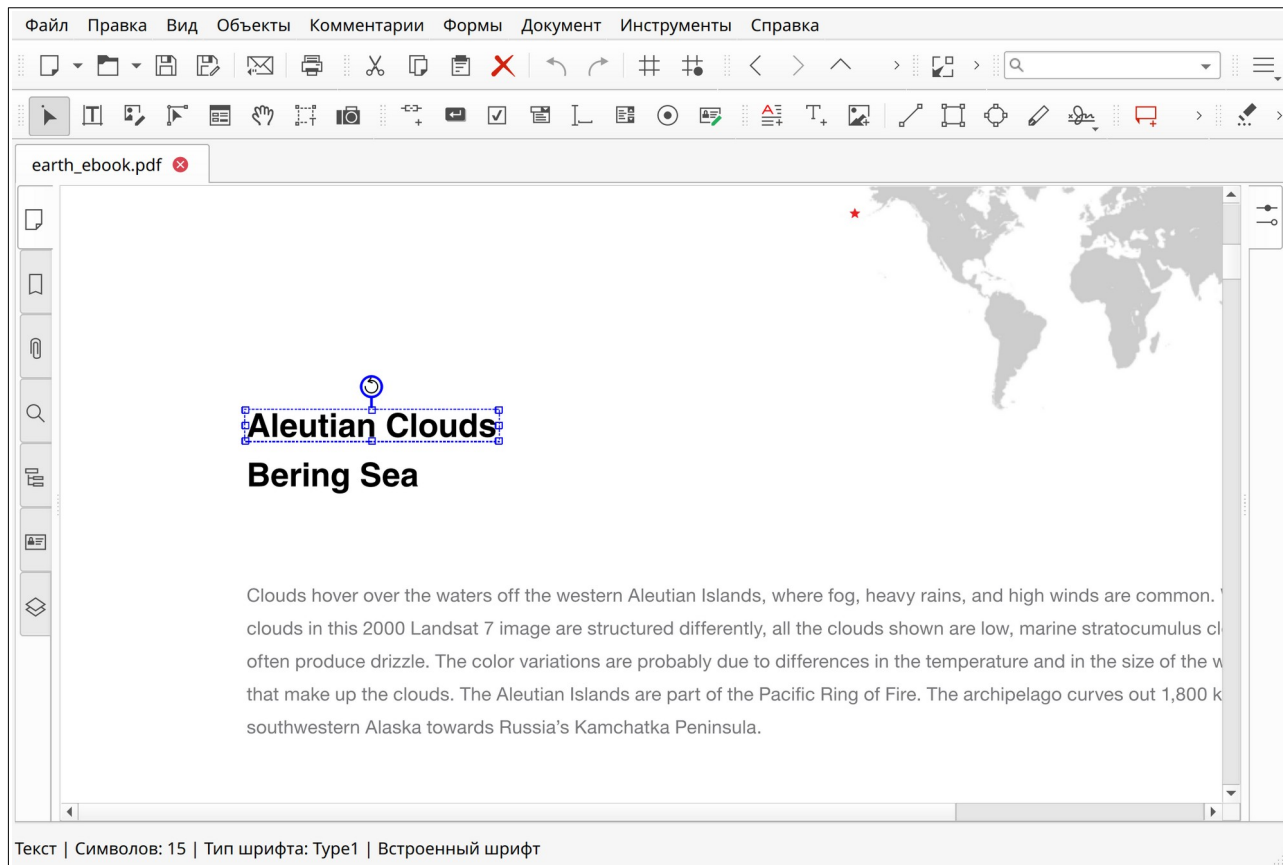 Файл Правка Вид Объекты Комментарии Формы Документ Инструменты Справка
earth_ebook.pdf
Aleutian Clouds
Bering Sea
Clouds hover over the waters off the western Aleutian Islands, where fog, heavy rains, and high winds are common.
clouds in this 2000 Landsat 7 image are structured differently, all the clouds shown are low, marine stratocumulus
often produce drizzle. The color variations are probably due to differences in the temperature and in the size of the
that make up the clouds. The Aleutian Islands are part of the Pacific Ring of Fire. The archipelago curves out 1,800
southwestern Alaska towards Russia’s Kamchatka Peninsula.
Текст | Символов: 15 | Тип шрифта: Type1 | Встроенный шрифт